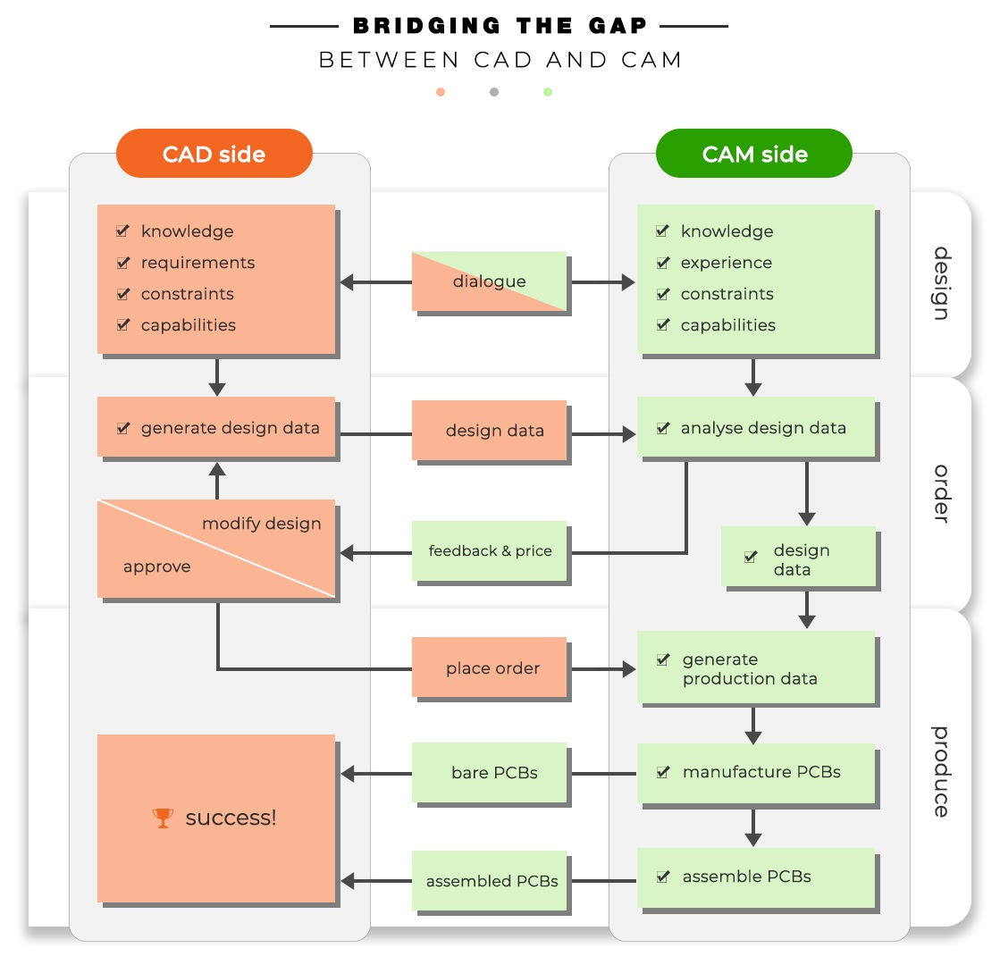 BRIDGING THE GAP
BETWEEN CAD AND CAM
CAD side
CAM side
knowledge
requirements
constraints
capabilities
dialogue
knowledge
experience
constraints
capabilities
design
generate design data
design data
analyse design data
order
modify design
approve
feedback & price
design
data
place order
generate
production data
produce
success!
bare PCBs
manufacture PCBs
assembled PCBs
assemble PCBs